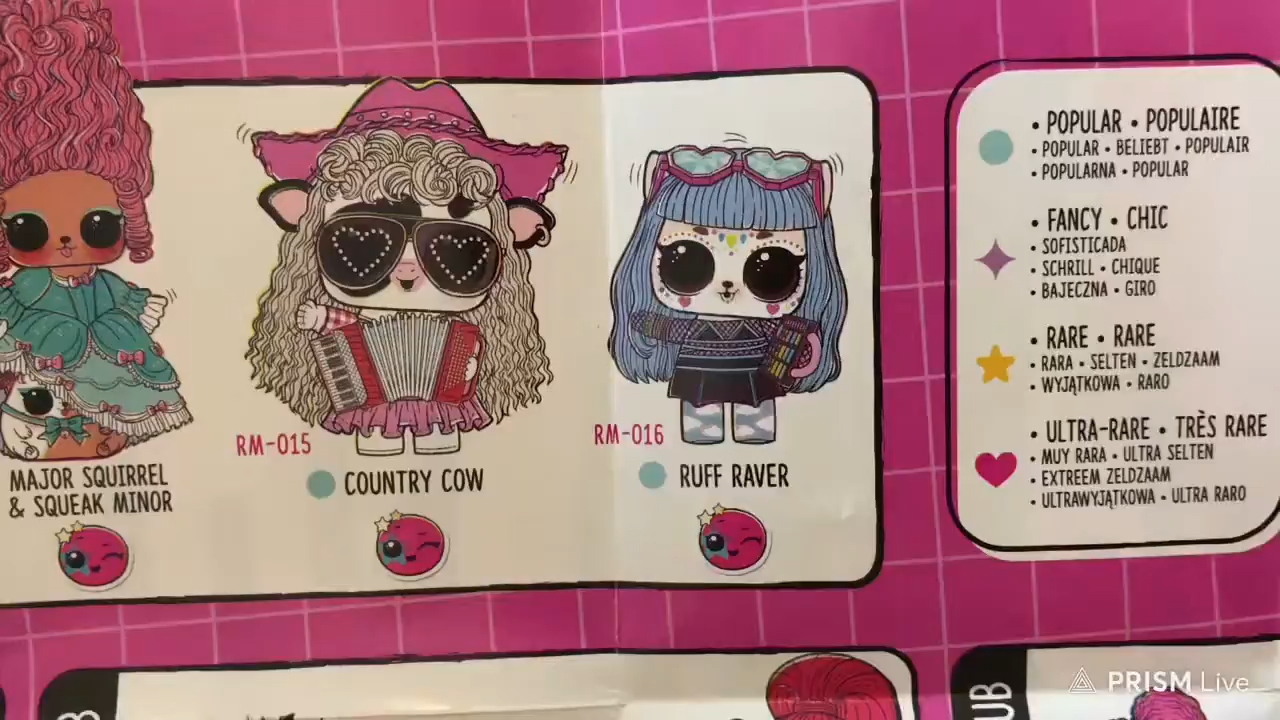 MAJOR SQUIRREL
& SQUEAK MINOR
RM-015
COUNTRY COW
RM-016
RUFF RAVER
• POPULAR • POPULAIRE
• POPULAR • BELIEBT • POPULAIR
• POPULARNA • POPULAR
• FANCY • CHIC
• SOFISTICADA
• SCHRILL • CHIQUE
• BAJECZNA • GIRO
• RARE • RARE
• RARA • SELTEN • ZELDZAAM
• WYJĄTKOWA • RARO
• ULTRA-RARE • TRÈS RARE
• MUY RARA • ULTRA SELTEN
• EXTREEM ZELDZAAM
• ULTRAWYJĄTKOWA • ULTRA RARO
PRISM Live